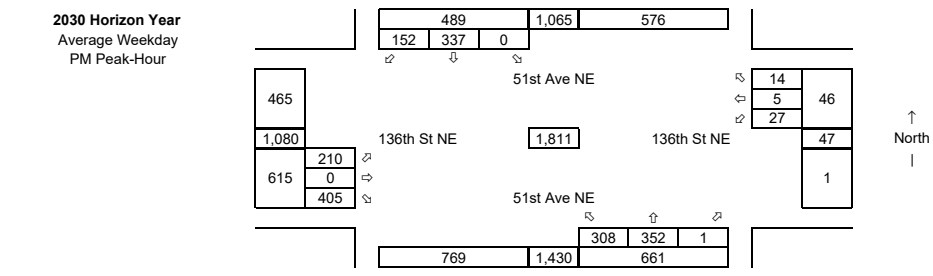 2030 Horizon Year
Average Weekday
PM Peak-Hour
489 1,065 576
152 337 0
⬃ ⇩ ⬂
51st Ave NE
⬁ 14
465 ⇦ 5 46
⬃ 27
↑
1,080 136th St NE 1,811 136th St NE 47 North
210 ⬀
|
615 0 ⇨ 1
405 ⬂
51st Ave NE
⬁ ⇧ ⬀
308 352 1
769 1,430 661